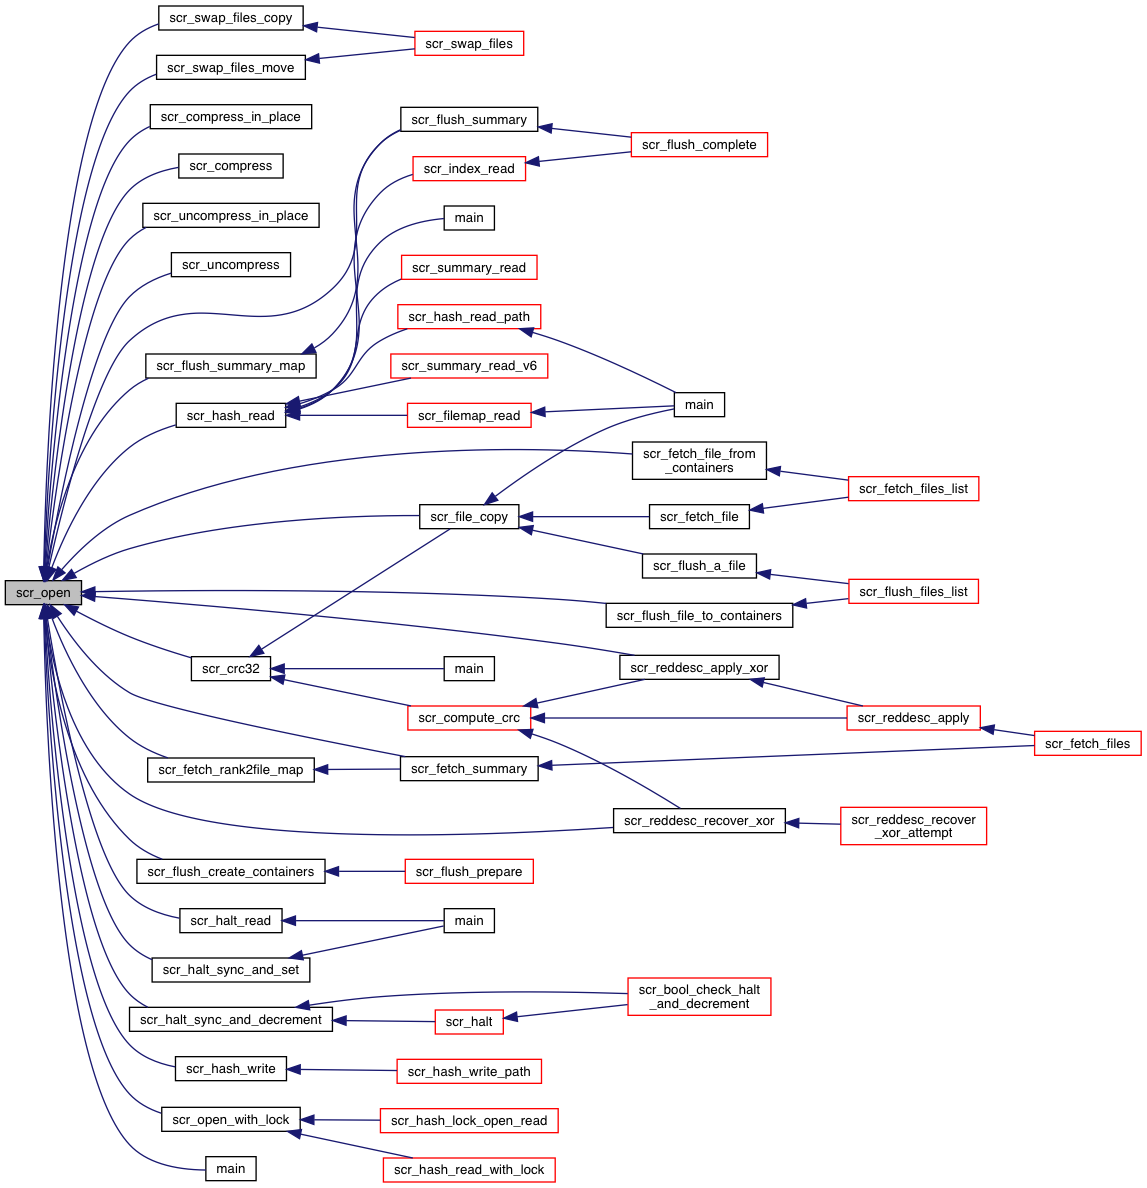 scr_swap_files_copy
scr_swap_files
scr_swap_files_move
scr_compress_in_place
scr_flush_summary
scr_flush_complete
scr_compress
scr_index_read
scr_uncompress_in_place
main
scr_uncompress
scr_summary_read
scr_hash_read_path
scr_flush_summary_map
scr_summary_read_v6
scr_hash_read
scr_filemap_read
main
scr_fetch_file_from
_containers
scr_fetch_files_list
scr_file_copy
scr_fetch_file
scr_flush_a_file
scr_flush_files_list
scr_open
scr_flush_file_to_containers
scr_crc32
main
scr_reddesc_apply_xor
scr_compute_crc
scr_reddesc_apply
scr_fetch_files
scr_fetch_rank2file_map
scr_fetch_summary
scr_reddesc_recover_xor
scr_reddesc_recover
_xor_attempt
scr_flush_create_containers
scr_flush_prepare
scr_halt_read
main
scr_halt_sync_and_set
scr_bool_check_halt
_and_decrement
scr_halt_sync_and_decrement
scr_halt
scr_hash_write
scr_hash_write_path
scr_open_with_lock
scr_hash_lock_open_read
main
scr_hash_read_with_lock